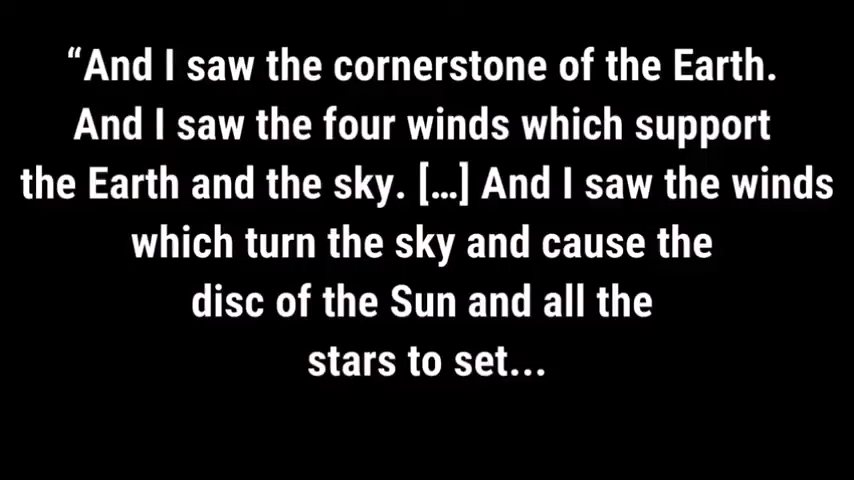 “And I saw the cornerstone of the Earth.
And I saw the four winds which support
the Earth and the sky. [...] And I saw the winds
which turn the sky and cause the
disc of the Sun and all the
stars to set...